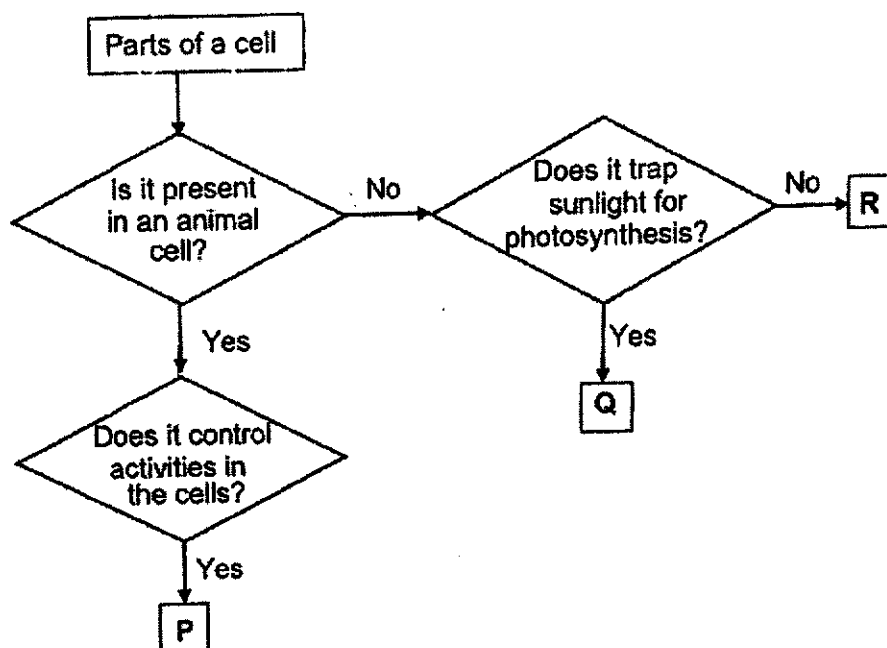 Parts of a cell
Is it present
in an animal
cell?
No
Does it trap
sunlight for
photosynthesis?
No
R
Yes
Yes
Q
Does it control
activities in
the cells?
Yes
P